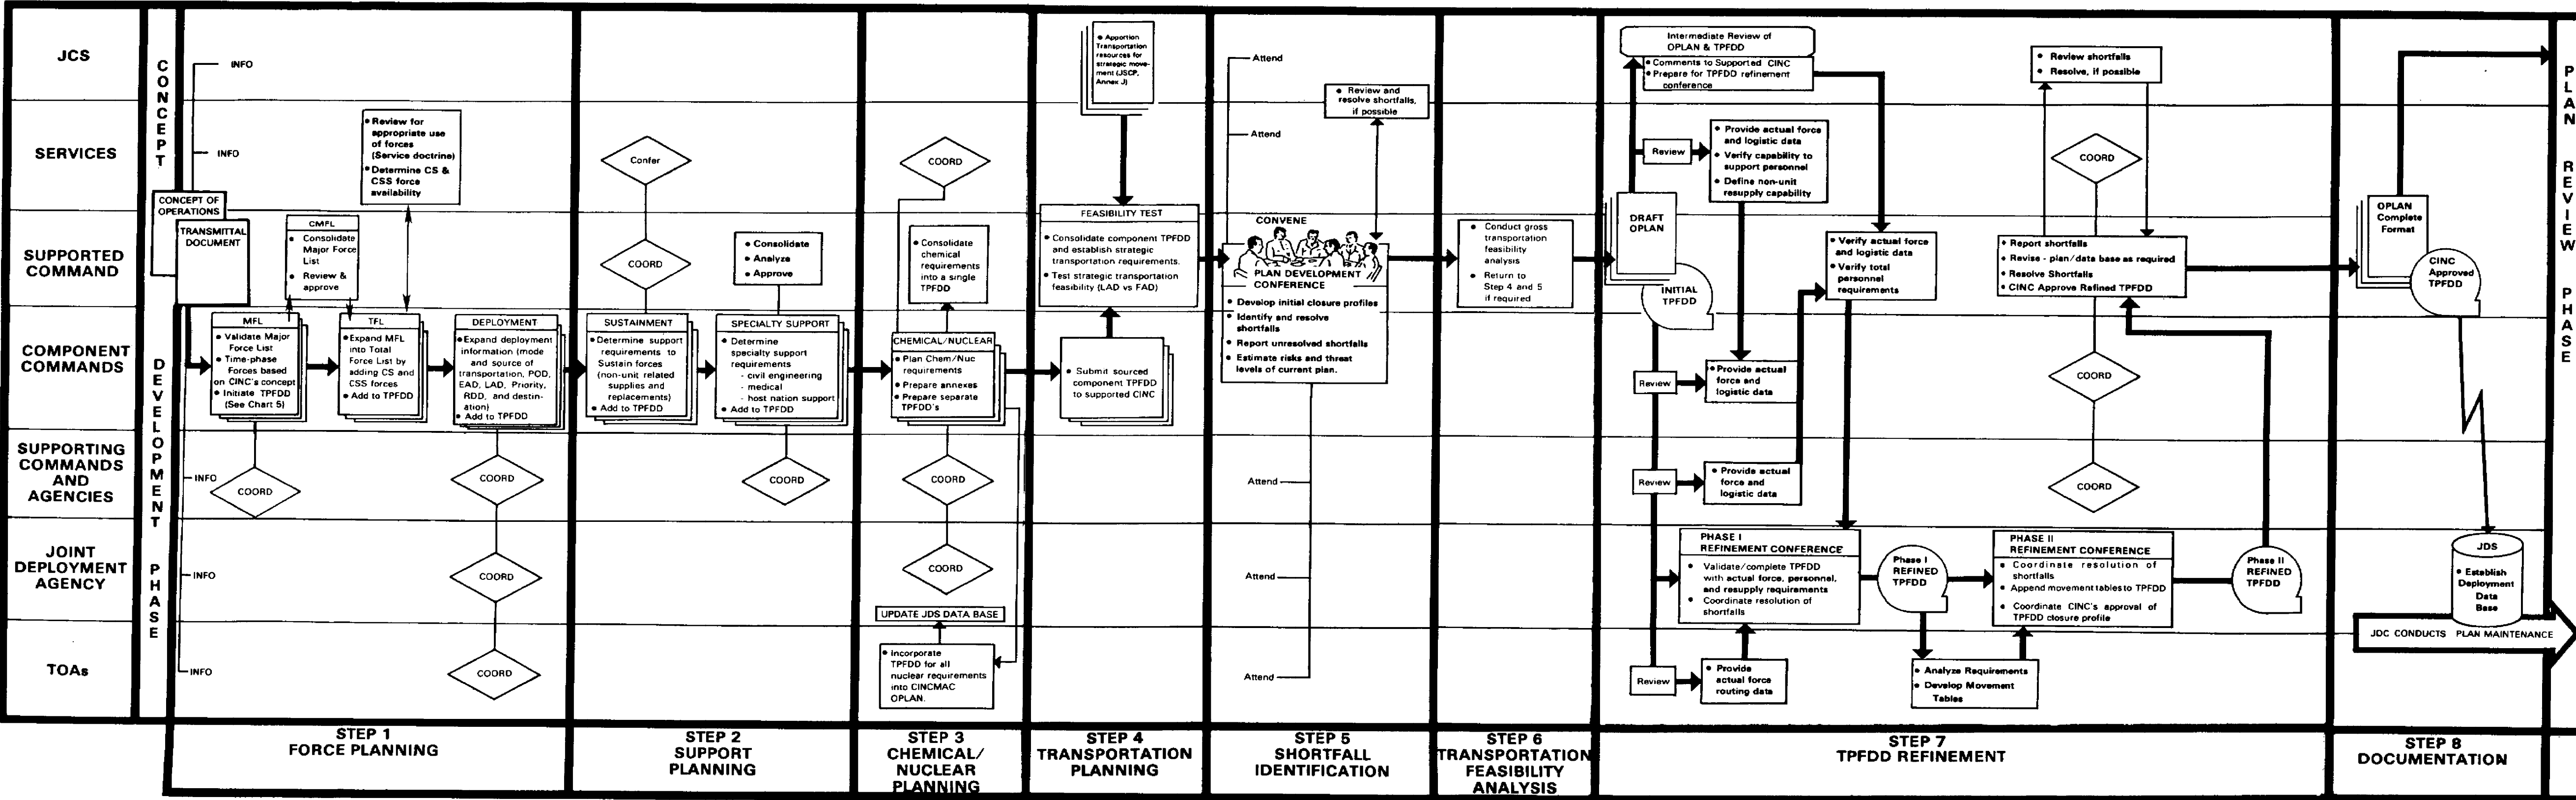 JCS
SERVICES
SUPPORTED
COMMAND
COMPONENT
COMMANDS
SUPPORTING
COMMANDS
AND
AGENCIES
JOINT
DEPLOYMENT
AGENCY
TOAs
CONCEPT
DEVELOPMENT
PHASE
INFO
INFO
CONCEPT OF
OPERATIONS
TRANSMITTAL
DOCUMENT
INFO
INFO
INFO
• Review for
appropriate use
of forces
(Service doctrine)
• Determine CS &
CSS force
availability
CMFL
• Consolidate
Major Force
List
• Review &
approve
MFL
• Validate Major
Force List
• Time-phase
Forces based
on CINC's concept
• Initiate TPFDD
(See Chart 5)
TFL
• Expand MFL
into Total
Force List by
adding CS and
CSS forces
• Add to TPFDD
DEPLOYMENT
• Expand deployment
information (mode
and source of
transportation, POD,
EAD, LAD, Priority,
RDD, and destin-
ation)
• Add to TPFDD
COORD
COORD
COORD
COORD
STEP 1
FORCE PLANNING
Confer
COORD
• Consolidate
• Analyze
• Approve
SUSTAINMENT
• Determine support
requirements to
Sustain forces
(non-unit related
supplies and
replacements)
• Add to TPFDD
SPECIALTY SUPPORT
• Determine
specialty support
requirements
- civil engineering
- medical
- host nation support
• Add to TPFDD
COORD
STEP 2
SUPPORT
PLANNING
COORD
• Consolidate
chemical
requirements
into a single
TPFDD
CHEMICAL/NUCLEAR
• Plan Chem/Nuc
requirements
• Prepare annexes
• Prepare separate
TPFDD's
COORD
COORD
UPDATE JDS DATA BASE
• Incorporate
TPFDD for all
nuclear requirements
into CINCMAC
OPLAN.
STEP 3
CHEMICAL/
NUCLEAR
PLANNING
• Apportion
Transportation
resources for
strategic move-
ment (JSCP,
Annex J)
FEASIBILITY TEST
• Consolidate component TPFDD
and establish strategic
transportation requirements.
• Test strategic transportation
feasibility (LAD vs FAD)
• Submit sourced
component TPFDD
to supported CINC
STEP 4
TRANSPORTATION
PLANNING
Attend
Attend
• Review and
resolve shortfalls,
if possible
CONVENE
PLAN DEVELOPMENT
CONFERENCE
• Develop initial closure profiles
• Identify and resolve
shortfalls
• Report unresolved shortfalls
• Estimate risks and threat
levels of current plan.
Attend
Attend
Attend
STEP 5
SHORTFALL
IDENTIFICATION
• Conduct gross
transportation
feasibility
analysis
• Return to
Step 4 and 5
if required
STEP 6
TRANSPORTATION
FEASIBILITY
ANALYSIS
Intermediate Review of
OPLAN & TPFDD
• Comments to Supported CINC
• Prepare for TPFDD refinement
conference
Review
• Provide actual force
and logistic data
• Verify capability to
support personnel
• Define non-unit
resupply capability
DRAFT
OPLAN
INITIAL
TPFDD
• Verify actual force
and logistic data
• Verify total
personnel
requirements
Review
• Provide actual
force and
logistic data
Review
• Provide actual
force and
logistic data
PHASE I
REFINEMENT CONFERENCE
• Validate/complete TPFDD
with actual force, personnel,
and resupply requirements
• Coordinate resolution of
shortfalls
Phase I
REFINED
TPFDD
Review
• Provide
actual force
routing data
• Analyze Requirements
• Develop Movement
Tables
• Review shortfalls
• Resolve, if possible
COORD
• Report shortfalls
• Revise - plan/data base as required
• Resolve Shortfalls
• CINC Approve Refined TPFDD
COORD
COORD
PHASE II
REFINEMENT CONFERENCE
• Coordinate resolution of
shortfalls
• Append movement tables to TPFDD
• Coordinate CINC's approval of
TPFDD closure profile
Phase II
REFINED
TPFDD
STEP 7
TPFDD REFINEMENT
OPLAN
Complete
Format
CINC
Approved
TPFDD
JDS
• Establish
Deployment
Data
Base
JDC CONDUCTS PLAN MAINTENANCE
STEP 8
DOCUMENTATION
PLAN
REVIEW
PHASE